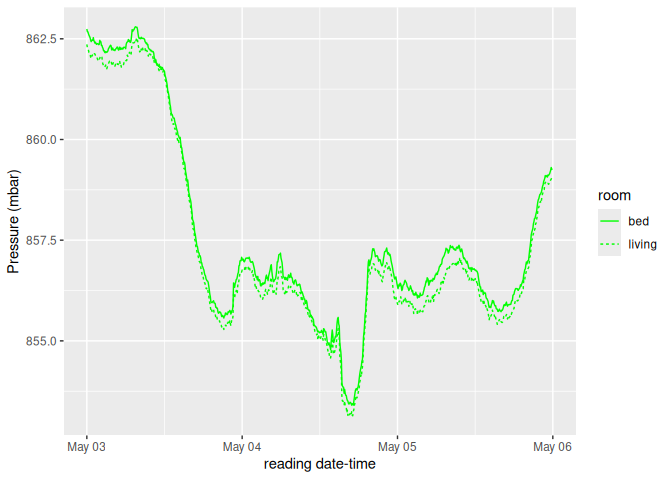 862.5
860.0
857.5
855.0
Pressure (mbar)
May 03
May 04
May 05
May 06
reading date-time
room
bed
living